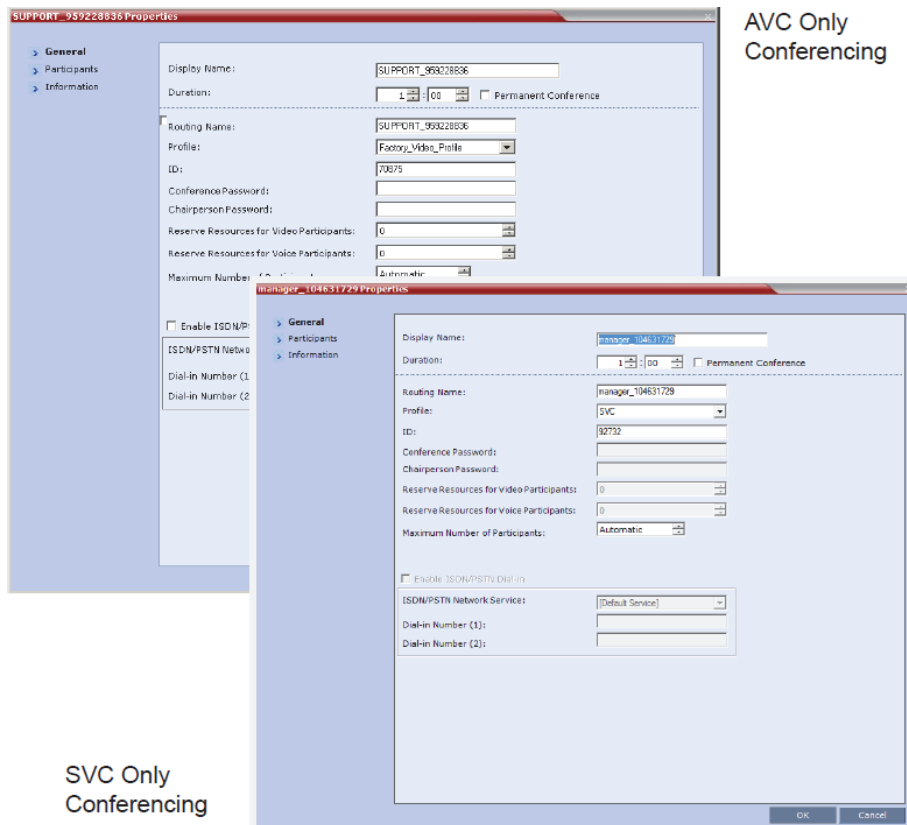 SUPPORT_959228836 Properties
AVC Only
Conferencing
General
Participants
Information
Display Name: SUPPORT_959228836
Duration: 1 : 00 Permanent Conference
Routing Name: SUPPORT_959228836
Profile: Factory_Video_Profile
ID: 70875
Conference Password:
Chairperson Password:
Reserve Resources for Video Participants: 0
Reserve Resources for Voice Participants: 0
Maximum Number Automatic
Enable ISDN/P
ISDN/PSTN Netwo
Dial-in Number (1
Dial-in Number (2
manager_104631729 Properties
General
Participants
Information
Display Name: manager_104631729
Duration: 1 : 00 Permanent Conference
Routing Name: manager_104631729
Profile: SVC
ID: 92732
Conference Password:
Chairperson Password:
Reserve Resources for Video Participants: 0
Reserve Resources for Voice Participants: 0
Maximum Number of Participants: Automatic
Enable ISDN/PSTN Dial-in
ISDN/PSTN Network Service: [Default Service]
Dial-in Number (1):
Dial-in Number (2):
SVC Only
Conferencing
OK Cancel